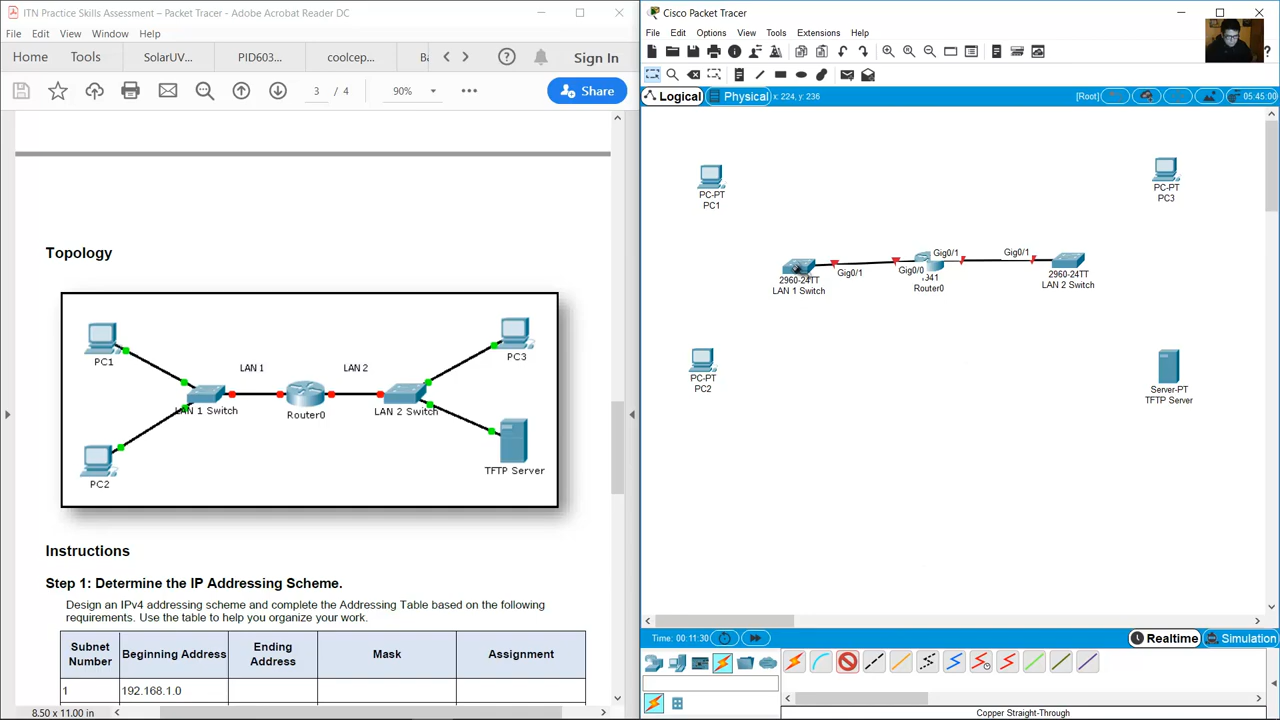 ITN Practice Skills Assessment – Packet Tracer - Adobe Acrobat Reader DC
File Edit View Window Help
Home Tools SolarUV... PID603... coolcep... Ba Sign In
3 / 4 90% Share
Topology
PC1
PC3
LAN 1
LAN 2
LAN 1 Switch
Router0
LAN 2 Switch
PC2
TFTP Server
Instructions
Step 1: Determine the IP Addressing Scheme.
Design an IPv4 addressing scheme and complete the Addressing Table based on the following
requirements. Use the table to help you organize your work.
Subnet
Number
Beginning Address
Ending
Address
Mask
Assignment
1 192.168.1.0
8.50 x 11.00 in
Cisco Packet Tracer
File Edit Options View Tools Extensions Help
Logical Physical x: 224, y: 236 [Root] 05:45:00
PC-PT
PC1
PC-PT
PC3
Gig0/1
Gig0/1
Gig0/1
Gig0/0
2960-24TT
LAN 1 Switch
Router0
2960-24TT
LAN 2 Switch
PC-PT
PC2
Server-PT
TFTP Server
Time: 00:11:30 Realtime Simulation
Copper Straight-Through